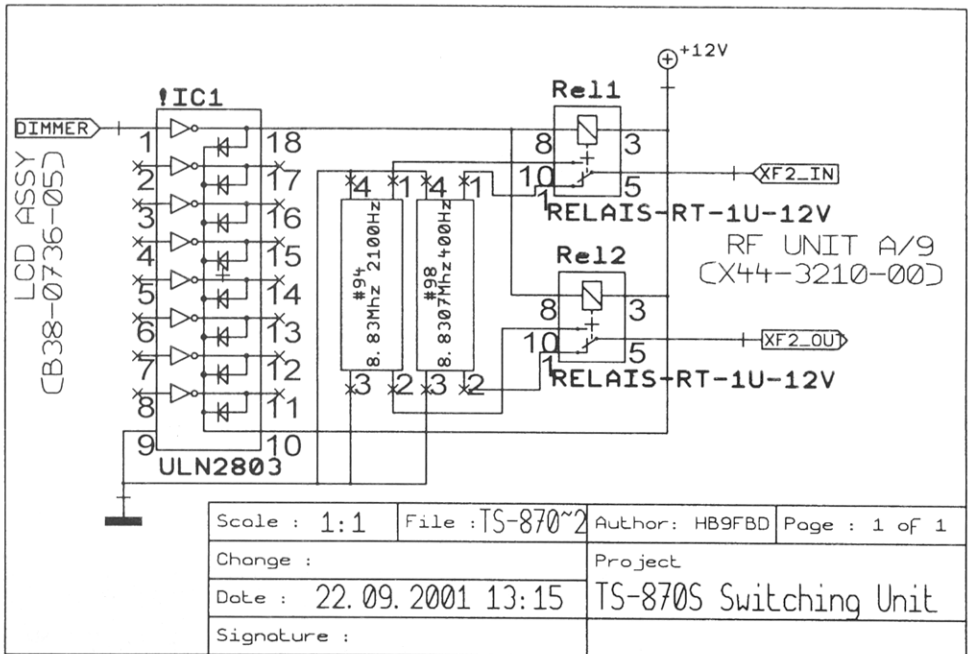 +12V
!IC1
Rel1
DIMMER
1
18
8
3
2
17
4
1
4
1
10
1
5
XF2_IN
3
16
RELAIS-RT-1U-12V
LCD ASSY
(B38-0736-05)
4
15
#94
8.83Mhz 2100Hz
#98
8.8307Mhz 400Hz
Rel2
RF UNIT A/9
(X44-3210-00)
5
14
8
3
6
13
10
1
5
XF2_OUT
7
12
3
2
3
2
RELAIS-RT-1U-12V
8
11
9
10
ULN2803
Scale : 1:1
File :TS-870~2
Author: HB9FBD
Page : 1 of 1
Change :
Project
Date : 22.09.2001 13:15
TS-870S Switching Unit
Signature :